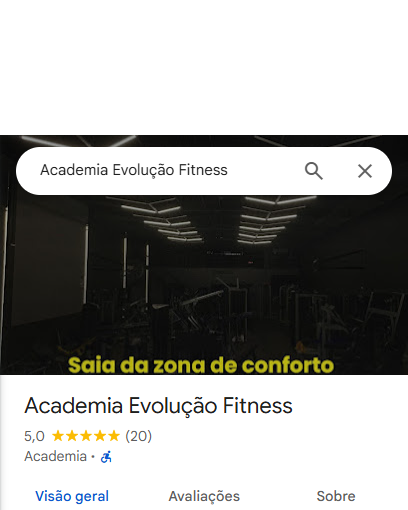 Academia Evolução Fitness
Saia da zona de conforto
Academia Evolução Fitness
5,0 (20)
Academia ·
Visão geral Avaliações Sobre